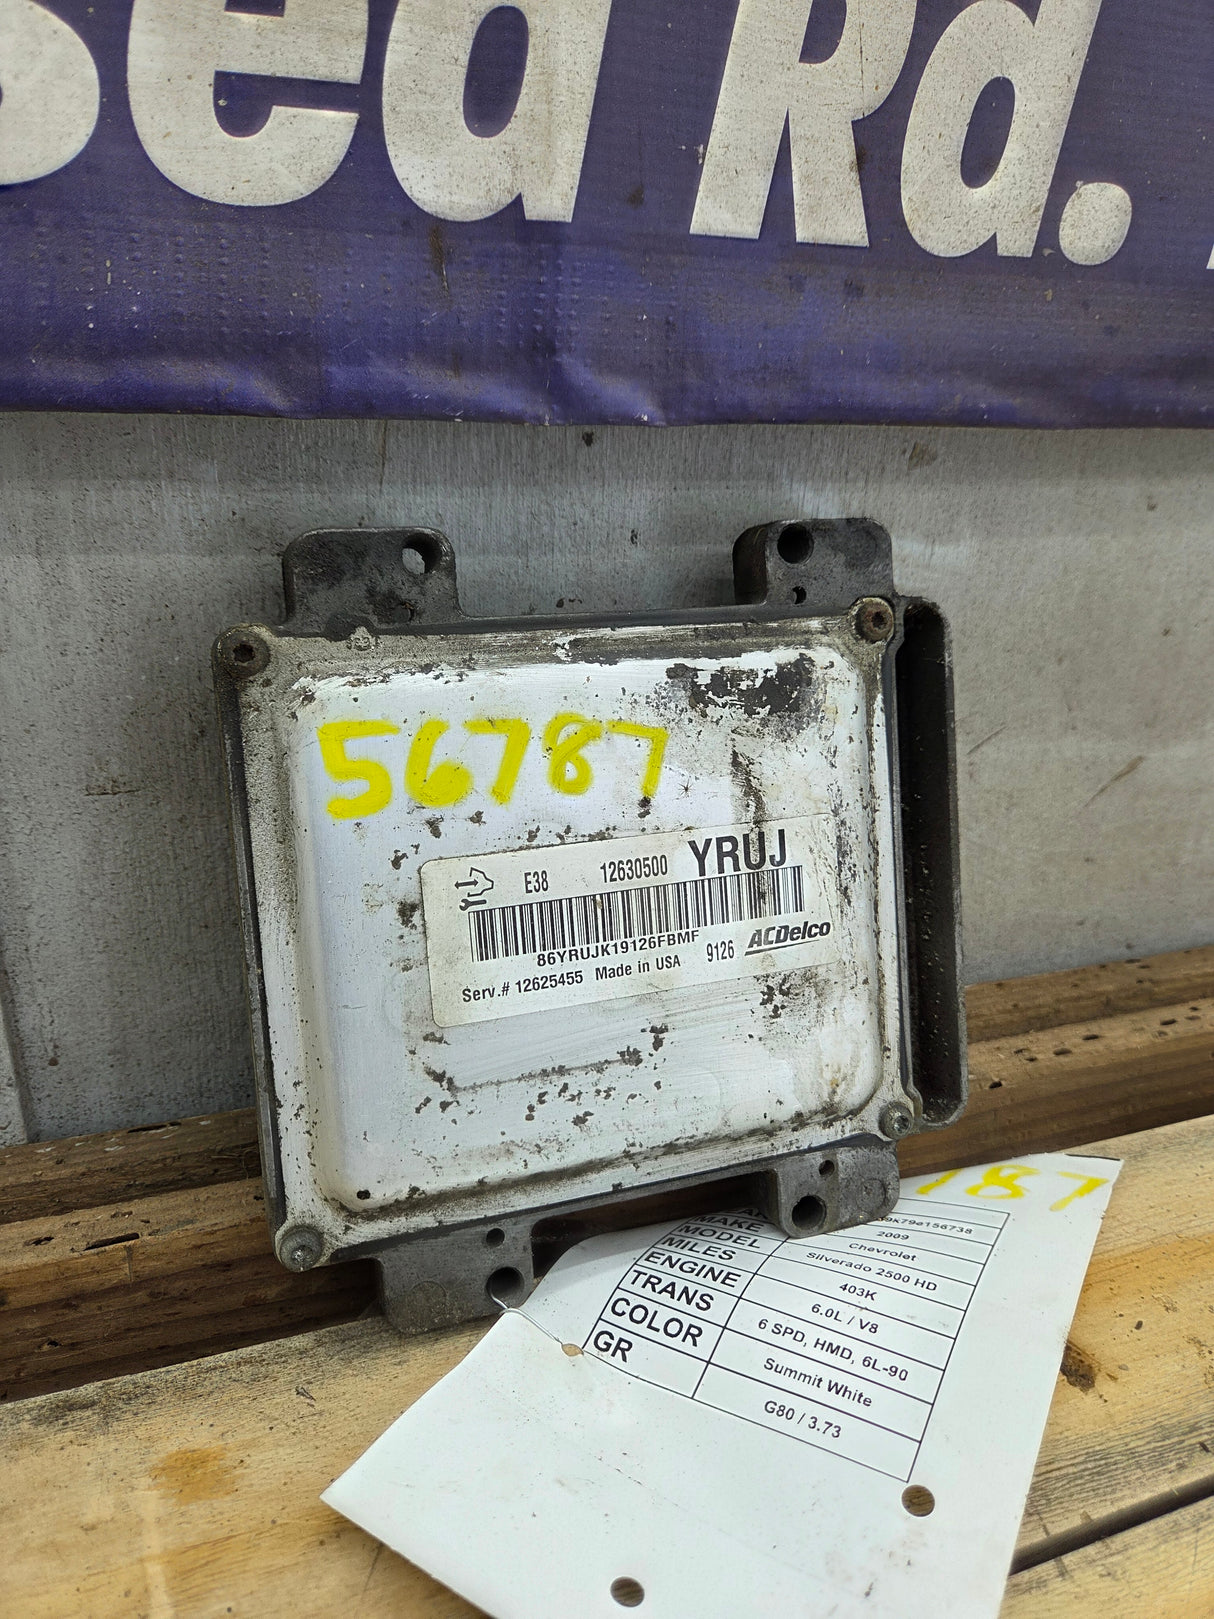 sed Rd.
56787
E38 12630500 YRUJ
86YRUJK19126FBMF
9126 ACDelco
Serv.# 12625455 Made in USA
787
2009
MAKE Chevrolet
MODEL Silverado 2500 HD
MILES 403K
ENGINE 6.0L / V8
TRANS 6 SPD, HMD, 6L-90
COLOR Summit White
GR G80 / 3.73